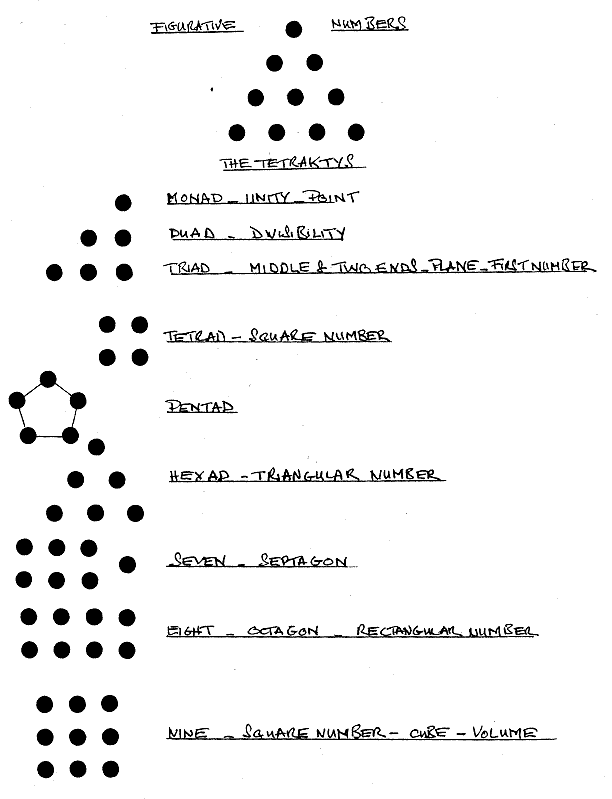 FIGURATIVE NUMBERS
THE TETRAKTYS
MONAD - UNITY - POINT
DUAD - DIVISIBILITY
TRIAD - MIDDLE & TWO ENDS - PLANE - FIRST NUMBER
TETRAD - SQUARE NUMBER
PENTAD
HEXAD - TRIANGULAR NUMBER
SEVEN - SEPTAGON
EIGHT - OCTAGON - RECTANGULAR NUMBER
NINE - SQUARE NUMBER - CUBE - VOLUME